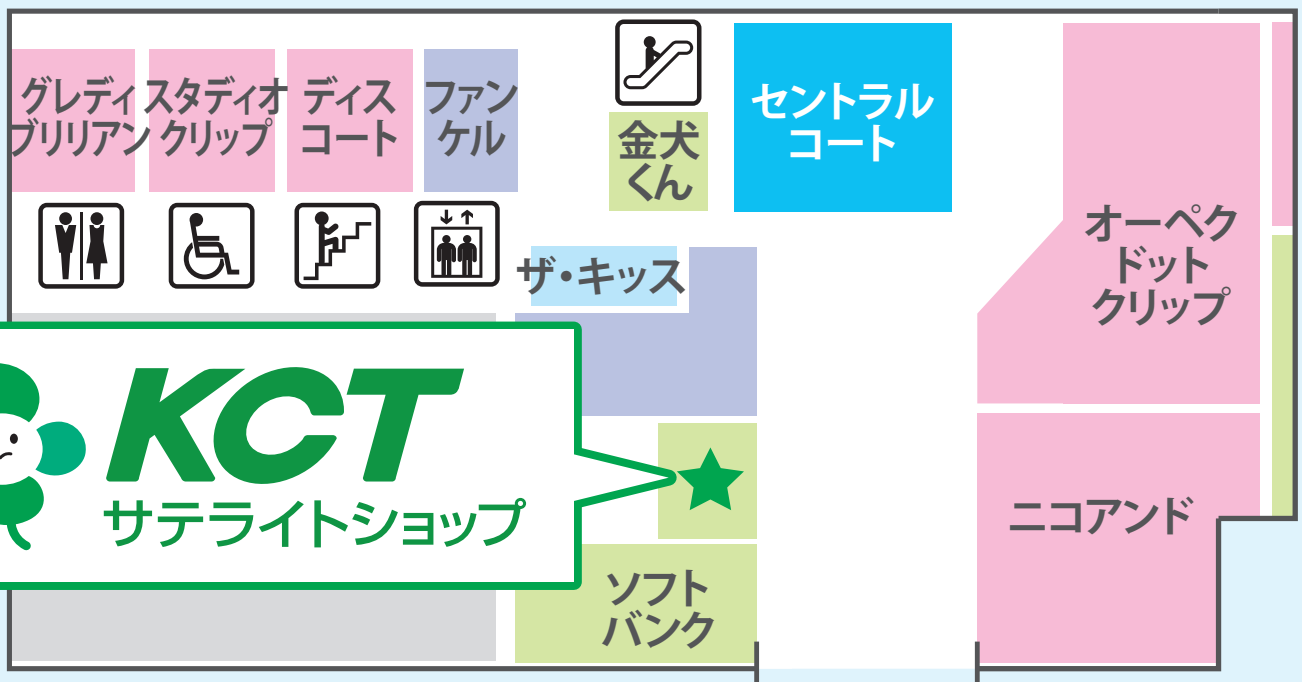 グレディ
ブリリアン
スタディオ
クリップ
ディス
コート
ファン
ケル
金犬
くん
セントラル
コート
オーペク
ドット
クリップ
ザ・キッス
KCT
サテライトショップ
ニコアンド
ソフト
バンク